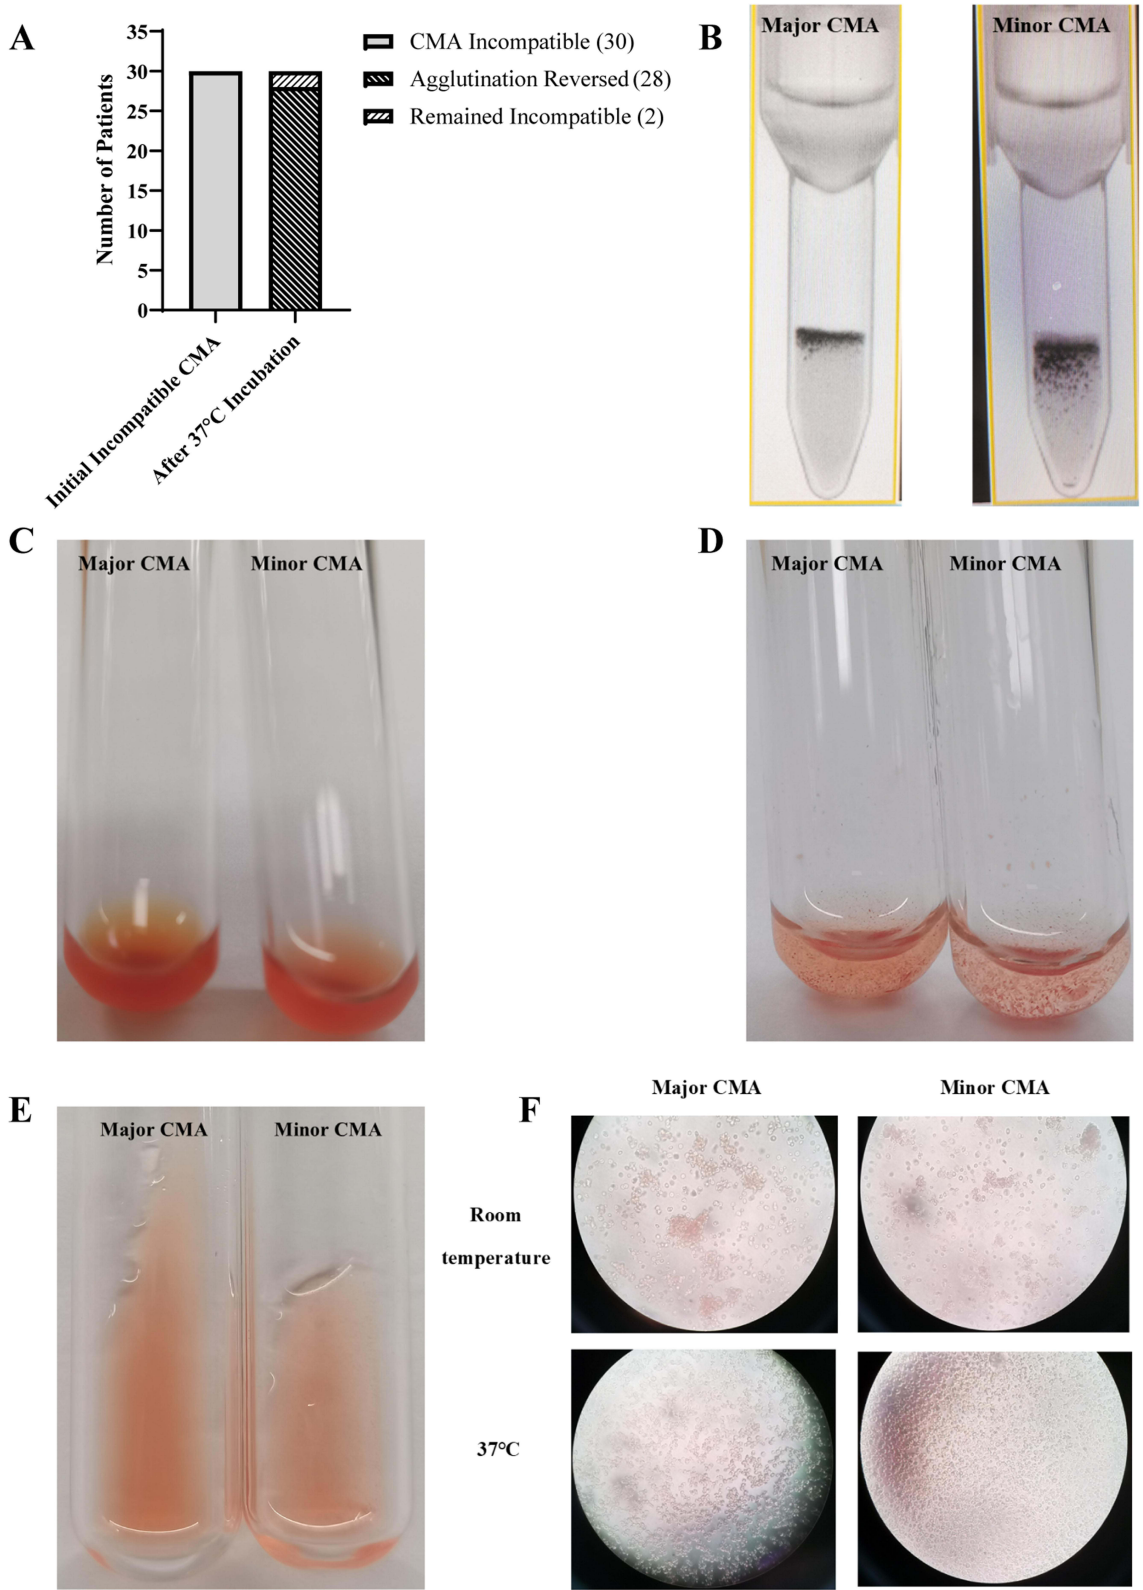 A
35
30
25
20
15
10
5
0
Number of Patients
Initial Incompatible CMA
After 37°C Incubation
CMA Incompatible (30)
Agglutination Reversed (28)
Remained Incompatible (2)
B
Major CMA
Minor CMA
C
Major CMA
Minor CMA
D
Major CMA
Minor CMA
E
Major CMA
Minor CMA
F
Major CMA
Minor CMA
Room
temperature
37°C